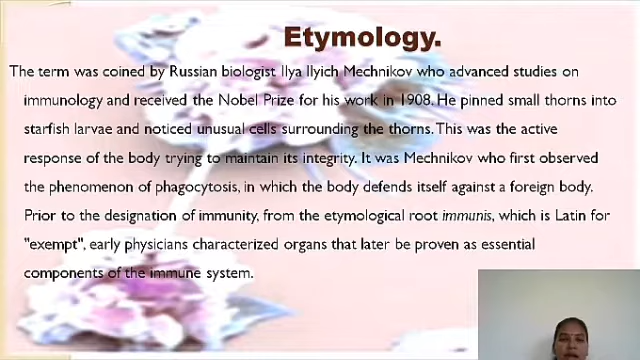 Etymology.
The term was coined by Russian biologist Ilya Ilyich Mechnikov who advanced studies on
immunology and received the Nobel Prize for his work in 1908. He pinned small thorns into
starfish larvae and noticed unusual cells surrounding the thorns. This was the active
response of the body trying to maintain its integrity. It was Mechnikov who first observed
the phenomenon of phagocytosis, in which the body defends itself against a foreign body.
Prior to the designation of immunity, from the etymological root immunis, which is Latin for
"exempt", early physicians characterized organs that later be proven as essential
components of the immune system.